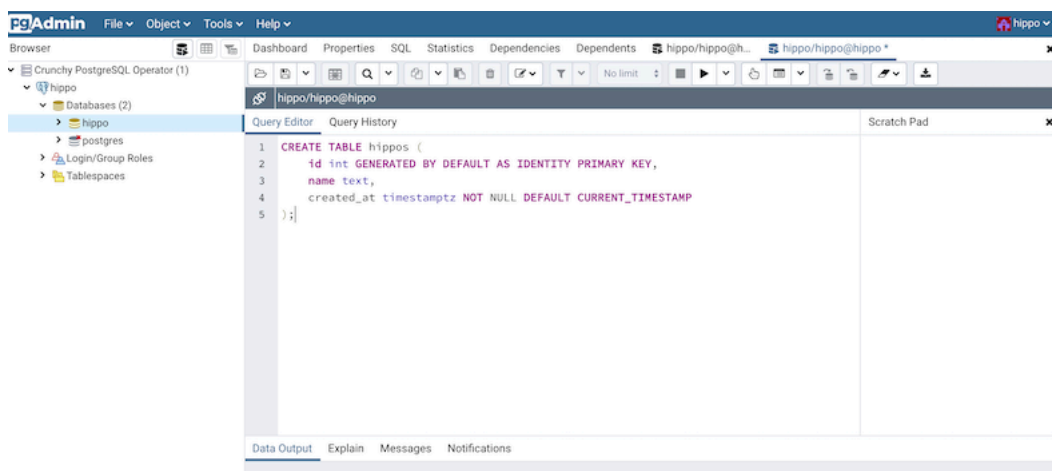 pgAdmin File Object Tools Help hippo
Browser
Dashboard Properties SQL Statistics Dependencies Dependents hippo/hippo@h... hippo/hippo@hippo *
Crunchy PostgreSQL Operator (1)
hippo
Databases (2)
hippo
postgres
Login/Group Roles
Tablespaces
No limit
hippo/hippo@hippo
Query Editor Query History
Scratch Pad
1 CREATE TABLE hippos (
2 id int GENERATED BY DEFAULT AS IDENTITY PRIMARY KEY,
3 name text,
4 created_at timestamptz NOT NULL DEFAULT CURRENT_TIMESTAMP
5 );
Data Output Explain Messages Notifications